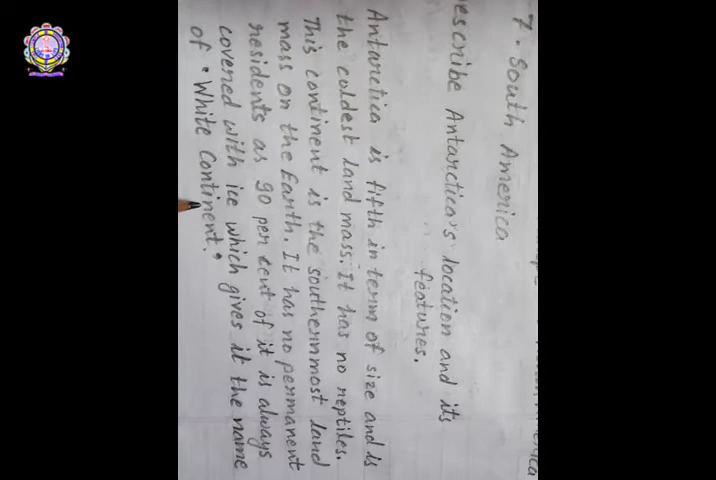 7. South America
escribe Antarctica's location and its
features.
Antarctica is fifth in term of size and is
the coldest land mass. It has no reptiles.
This continent is the southernmost land
mass on the Earth. It has no permanent
residents as 90 per cent of it is always
covered with ice which gives it the name
of "White Continent."